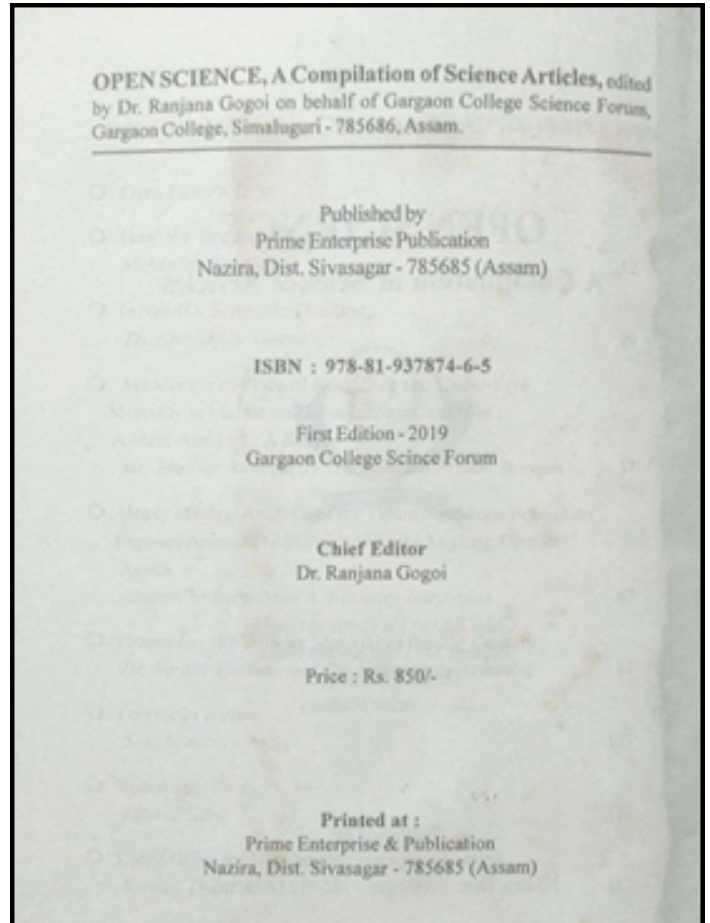 OPEN SCIENCE, A Compilation of Science Articles, edited
by Dr. Ranjana Gogoi on behalf of Gargaon College Science Forum,
Gargaon College, Simaluguri - 785686, Assam.
Published by
Prime Enterprise Publication
Nazira, Dist. Sivasagar - 785685 (Assam)
ISBN : 978-81-937874-6-5
First Edition - 2019
Gargaon College Scince Forum
Chief Editor
Dr. Ranjana Gogoi
Price : Rs. 850/-
Printed at :
Prime Enterprise & Publication
Nazira, Dist. Sivasagar - 785685 (Assam)